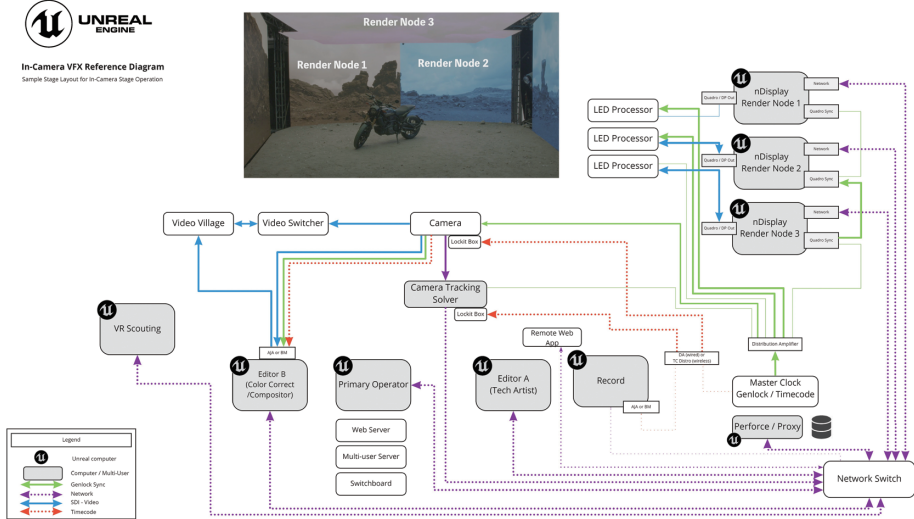 UNREAL
ENGINE
In-Camera VFX Reference Diagram
Sample Stage Layout for In-Camera Stage Operation
Render Node 3
Render Node 1
Render Node 2
nDisplay
Render Node 1
Network
Quadro / DP Out
Quadro Sync
LED Processor
LED Processor
LED Processor
nDisplay
Render Node 2
Network
Quadro / DP Out
Quadro Sync
nDisplay
Render Node 3
Network
Quadro / DP Out
Quadro Sync
Video Village
Video Switcher
Camera
Lockit Box
Camera Tracking
Solver
Lockit Box
VR Scouting
AJA or BM
Editor B
(Color Correct
/Compositor)
Primary Operator
Web Server
Multi-user Server
Switchboard
Editor A
(Tech Artist)
Remote Web
App
Record
AJA or BM
DA (wired) or
TC Distro (wireless)
Distribution Amplifier
Master Clock
Genlock / Timecode
Perforce / Proxy
Network Switch
Legend
Unreal computer
Computer / Multi-User
Genlock Sync
Network
SDI - Video
Timecode